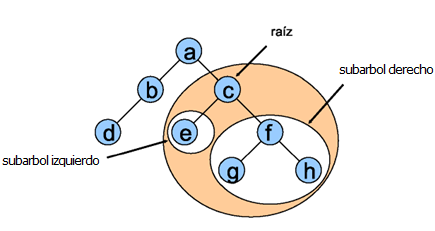 raíz
a
subarbol derecho
b
c
d
e
f
subarbol izquierdo
g
h